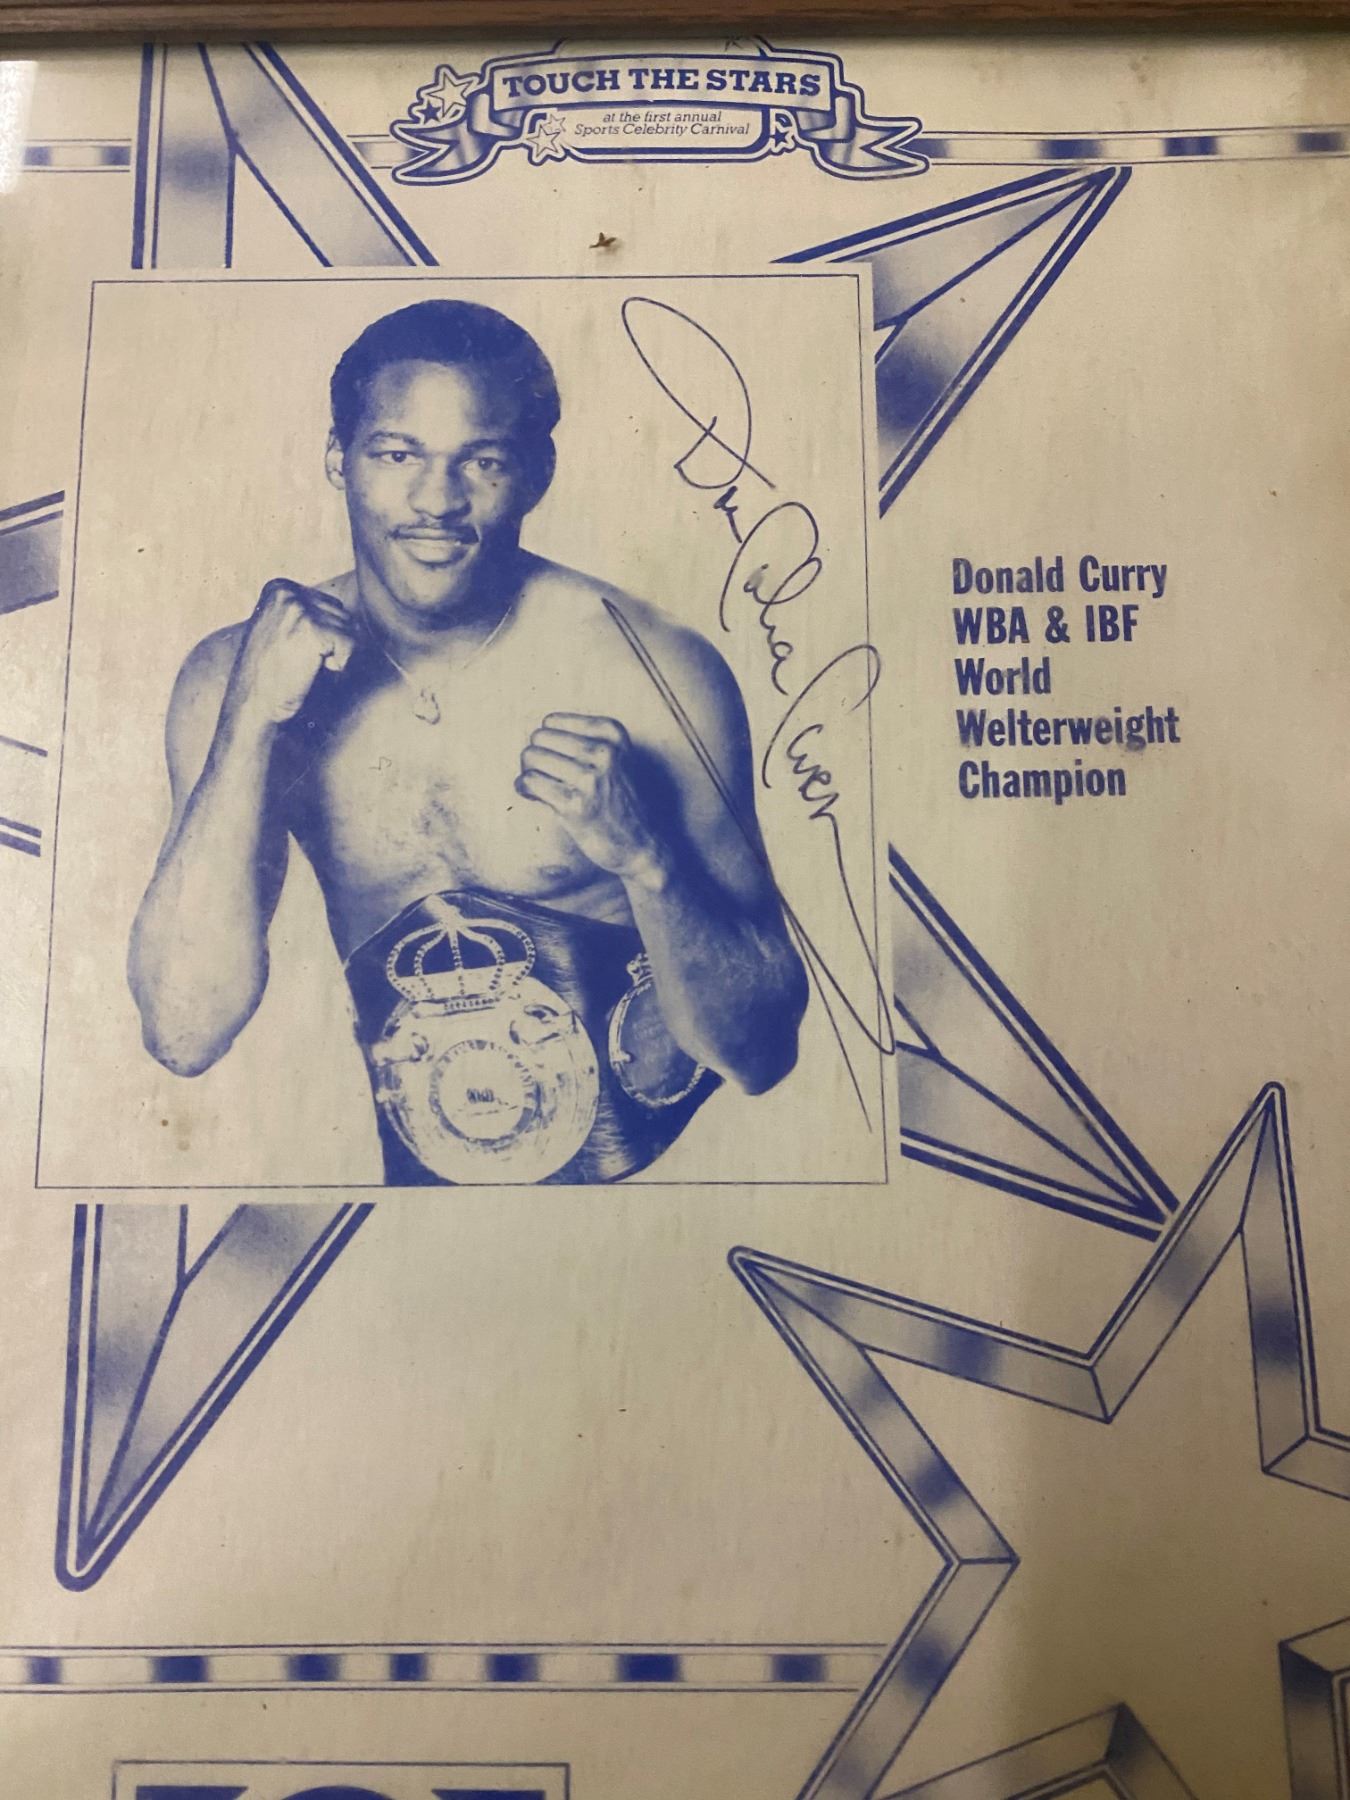 TOUCH THE STARS
at the first annual
Sports Celebrity Carnival
Donald Curry
WBA & IBF
World
Welterweight
Champion